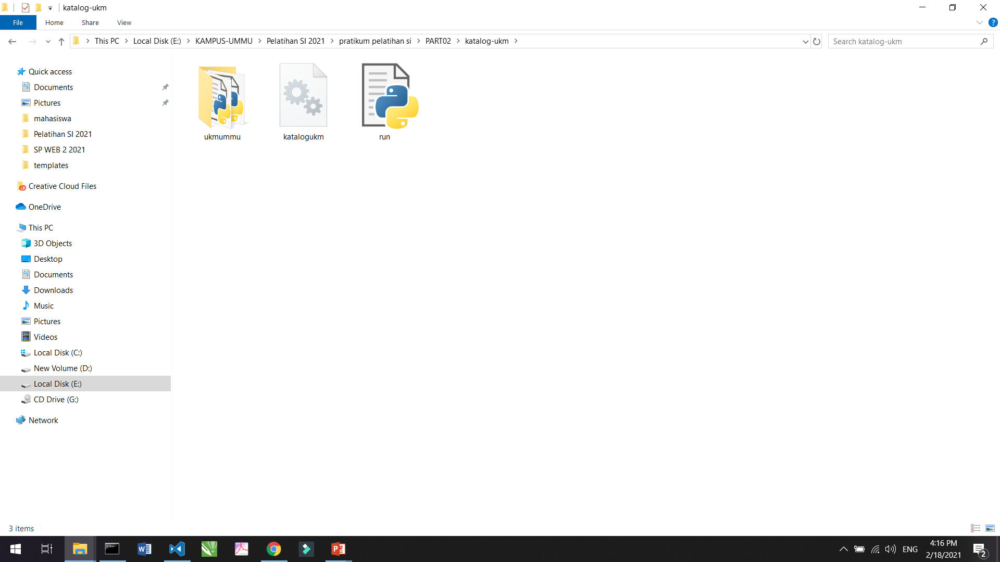 katalog-ukm
File Home Share View
This PC Local Disk (E:) KAMPUS-UMMU Pelatihan SI 2021 pratikum pelatihan si PART02 katalog-ukm
Search katalog-ukm
Quick access
Documents
Pictures
mahasiswa
Pelatihan SI 2021
SP WEB 2 2021
templates
Creative Cloud Files
OneDrive
This PC
3D Objects
Desktop
Documents
Downloads
Music
Pictures
Videos
Local Disk (C:)
New Volume (D:)
Local Disk (E:)
CD Drive (G:)
Network
ukmummu katalogukm run
3 items
ENG
4:16 PM
2/18/2021
2